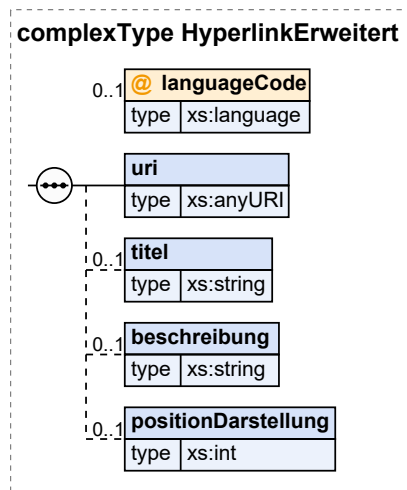 complexType HyperlinkErweitert
0..1 @ languageCode
type xs:language
uri
type xs:anyURI
0..1 titel
type xs:string
0..1 beschreibung
type xs:string
0..1 positionDarstellung
type xs:int